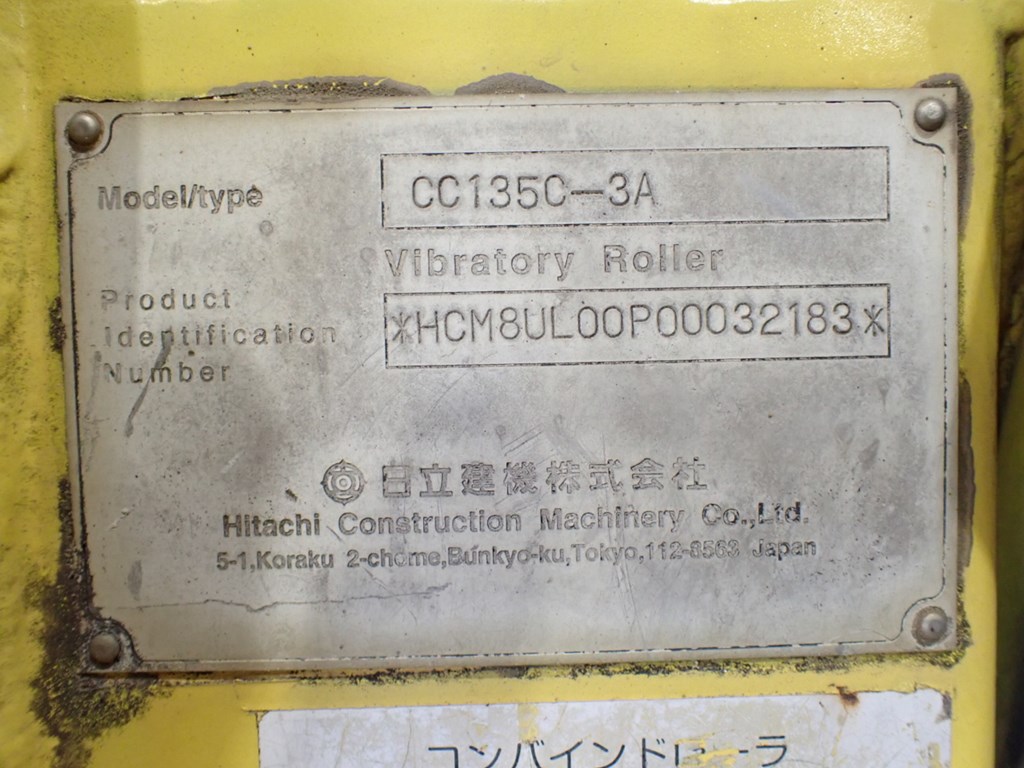 Model/type
CC135C-3A
Vibratory Roller
Product
Identification
Number
*HCM8UL00P00032183*
日立建機株式会社
Hitachi Construction Machinery Co.,Ltd.
5-1,Koraku 2-chome,Bunkyo-ku,Tokyo,112-8563 Japan
コンバインドローラ